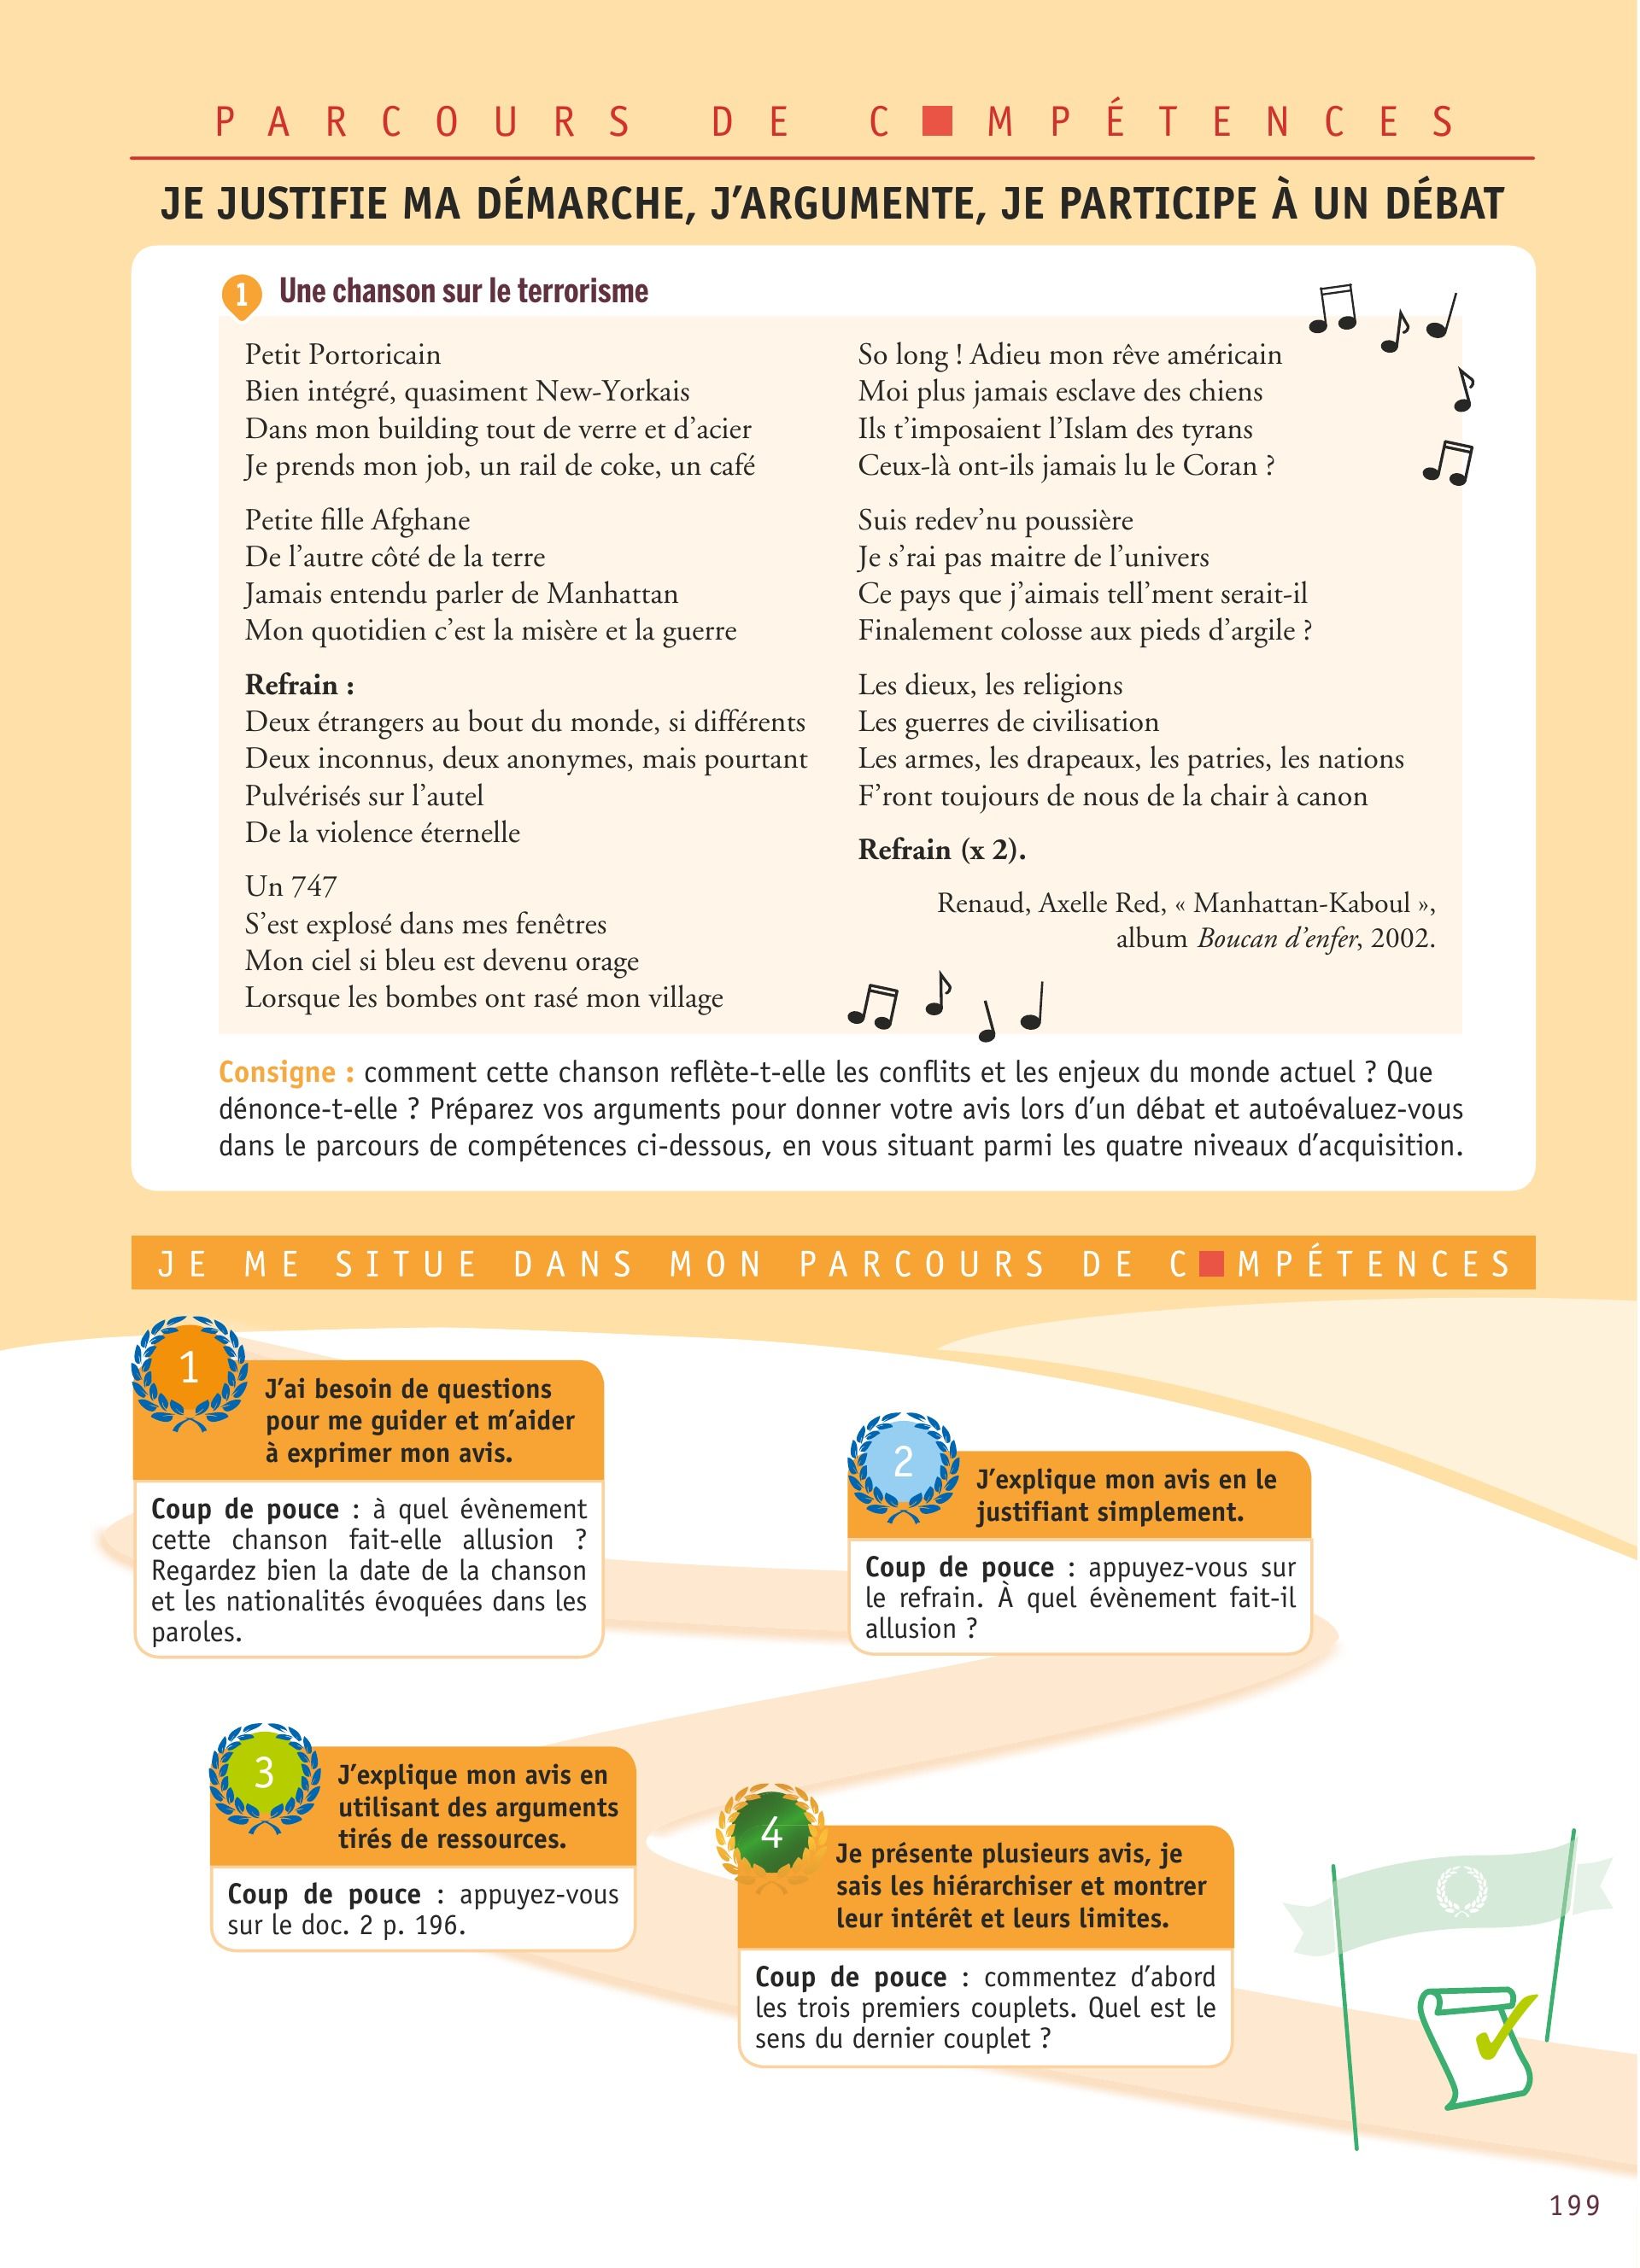 PARCOURS DE C■MPÉTENCES
JE JUSTIFIE MA DÉMARCHE, J’ARGUMENTE, JE PARTICIPE À UN DÉBAT
1 Une chanson sur le terrorisme
Petit Portoricain
Bien intégré, quasiment New-Yorkais
Dans mon building tout de verre et d’acier
Je prends mon job, un rail de coke, un café
Petite fille Afghane
De l’autre côté de la terre
Jamais entendu parler de Manhattan
Mon quotidien c’est la misère et la guerre
Refrain :
Deux étrangers au bout du monde, si différents
Deux inconnus, deux anonymes, mais pourtant
Pulvérisés sur l’autel
De la violence éternelle
Un 747
S’est explosé dans mes fenêtres
Mon ciel si bleu est devenu orage
Lorsque les bombes ont rasé mon village
So long ! Adieu mon rêve américain
Moi plus jamais esclave des chiens
Ils t’imposaient l’Islam des tyrans
Ceux-là ont-ils jamais lu le Coran ?
Suis redev’nu poussière
Je s’rai pas maitre de l’univers
Ce pays que j’aimais tell’ment serait-il
Finalement colosse aux pieds d’argile ?
Les dieux, les religions
Les guerres de civilisation
Les armes, les drapeaux, les patries, les nations
F’ront toujours de nous de la chair à canon
Refrain (x 2).
Renaud, Axelle Red, « Manhattan-Kaboul »,
album Boucan d’enfer, 2002.
Consigne : comment cette chanson reflète-t-elle les conflits et les enjeux du monde actuel ? Que
dénonce-t-elle ? Préparez vos arguments pour donner votre avis lors d’un débat et autoévaluez-vous
dans le parcours de compétences ci-dessous, en vous situant parmi les quatre niveaux d’acquisition.
JE ME SITUE DANS MON PARCOURS DE C■MPÉTENCES
1
J’ai besoin de questions
pour me guider et m’aider
à exprimer mon avis.
Coup de pouce : à quel évènement
cette chanson fait-elle allusion ?
Regardez bien la date de la chanson
et les nationalités évoquées dans les
paroles.
2
J’explique mon avis en le
justifiant simplement.
Coup de pouce : appuyez-vous sur
le refrain. À quel évènement fait-il
allusion ?
3
J’explique mon avis en
utilisant des arguments
tirés de ressources.
Coup de pouce : appuyez-vous
sur le doc. 2 p. 196.
4
Je présente plusieurs avis, je
sais les hiérarchiser et montrer
leur intérêt et leurs limites.
Coup de pouce : commentez d’abord
les trois premiers couplets. Quel est le
sens du dernier couplet ?
199